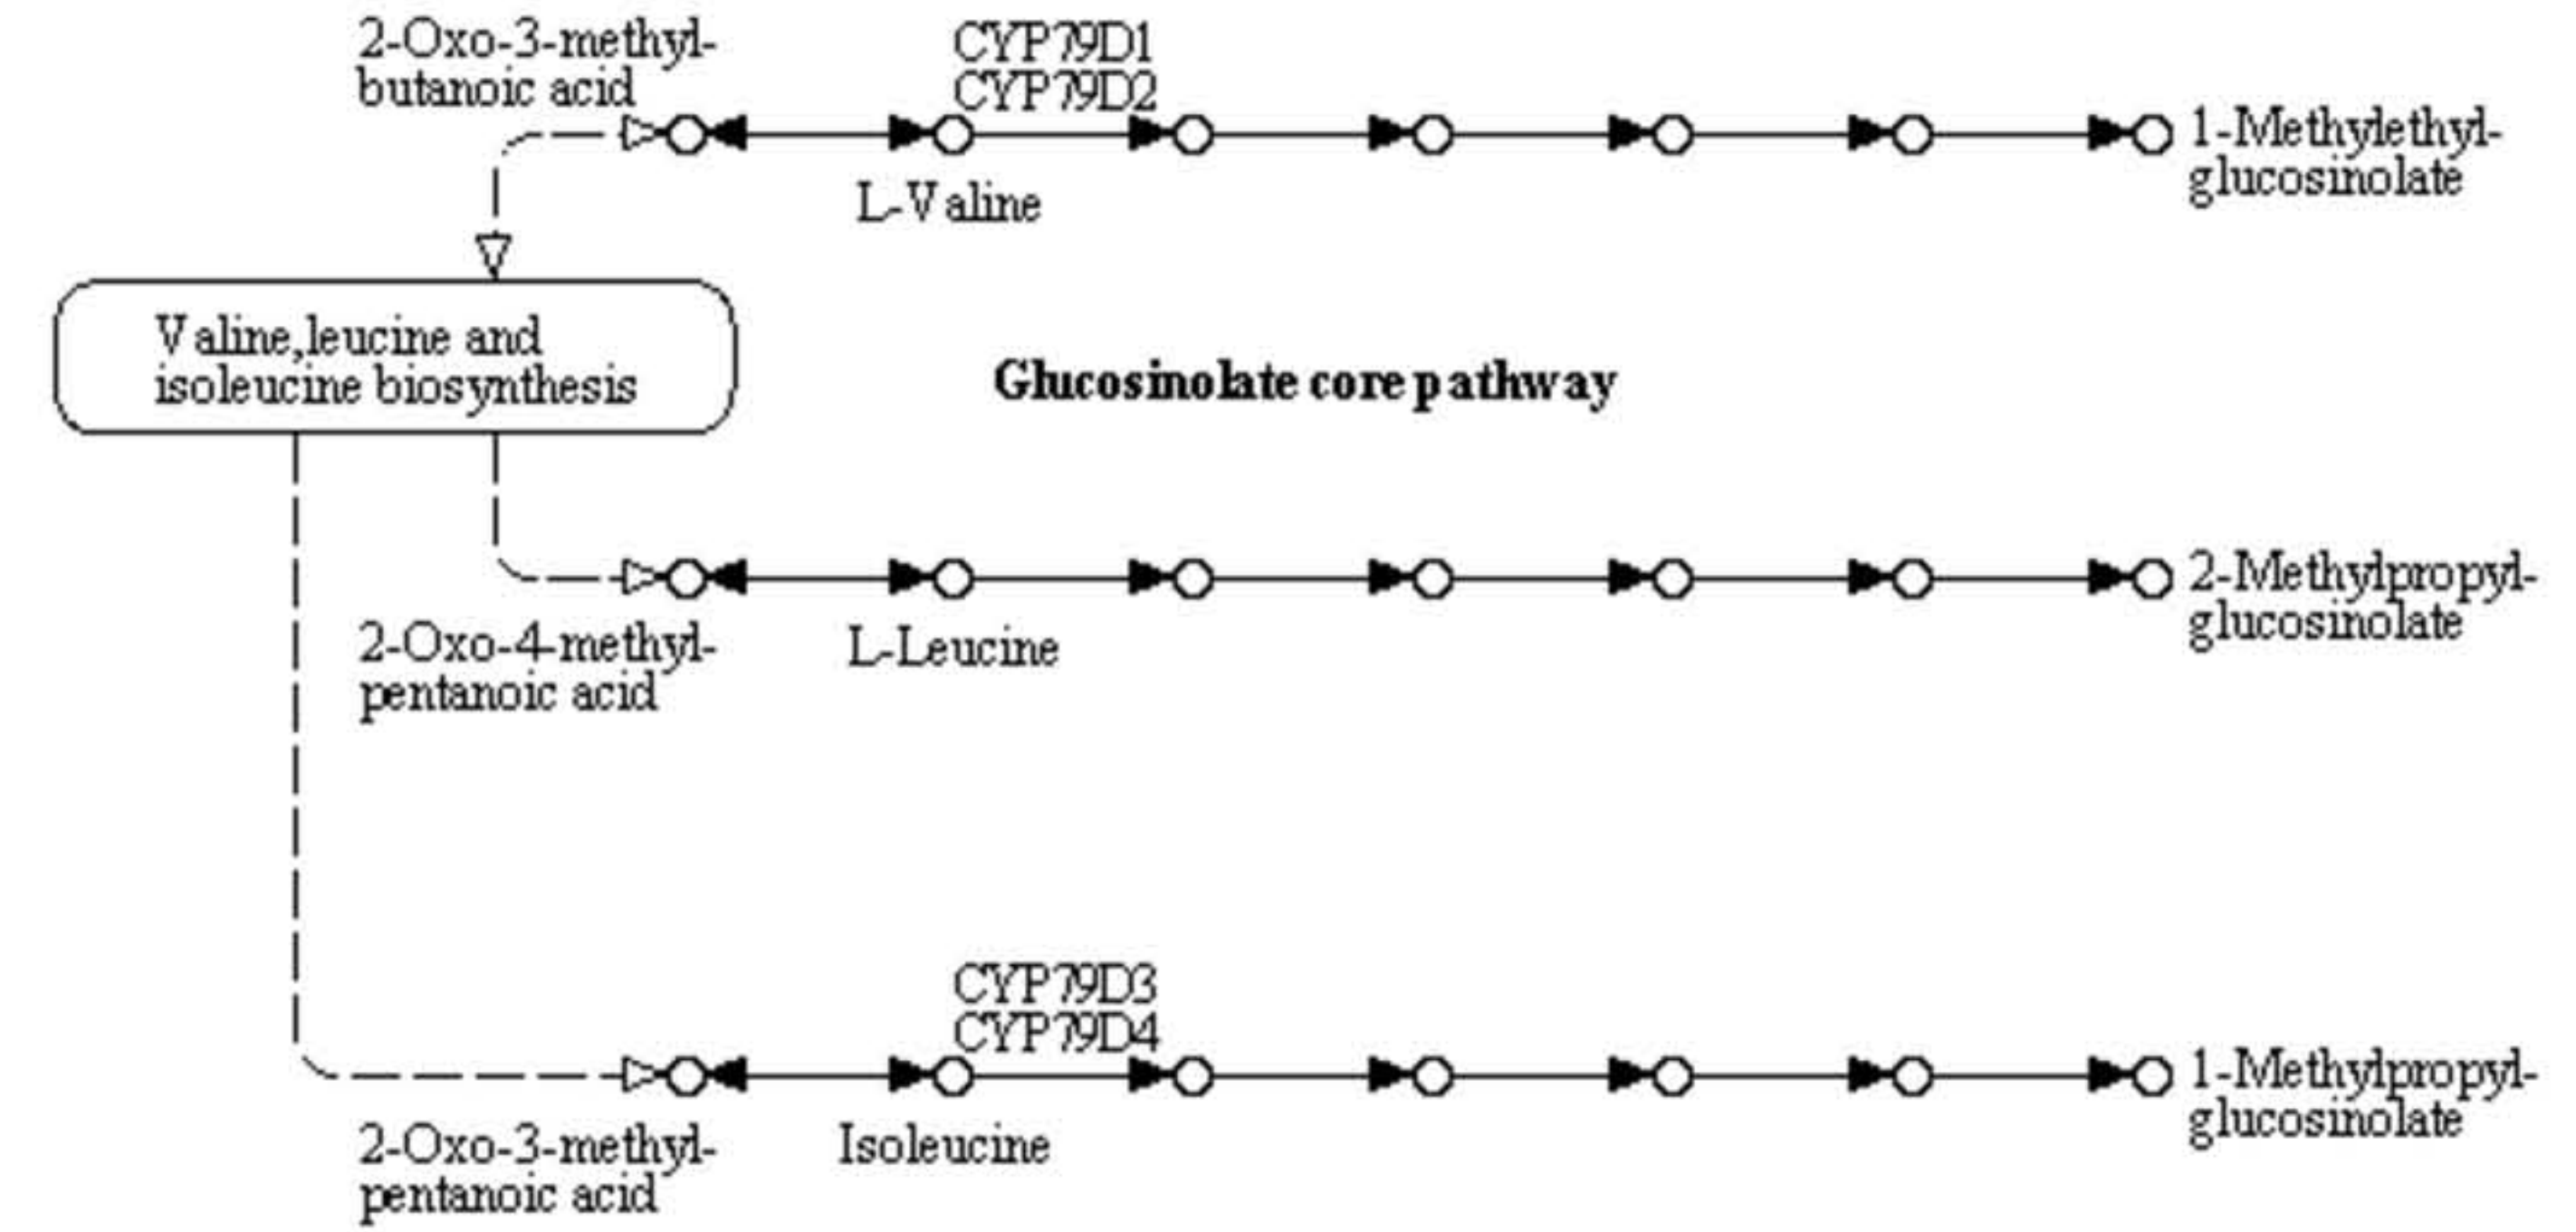 2-Oxo-3-methyl-
butanoic acid
CYP79D1
CYP79D2
1-Methylethyl-
glucosinolate
L-Valine
Valine,leucine and
isoleucine biosynthesis
Glucosinolate core pathway
2-Methylpropyl-
glucosinolate
2-Oxo-4-methyl-
pentanoic acid
L-Leucine
CYP79D3
CYP79D4
1-Methylpropyl-
glucosinolate
2-Oxo-3-methyl-
pentanoic acid
Isoleucine